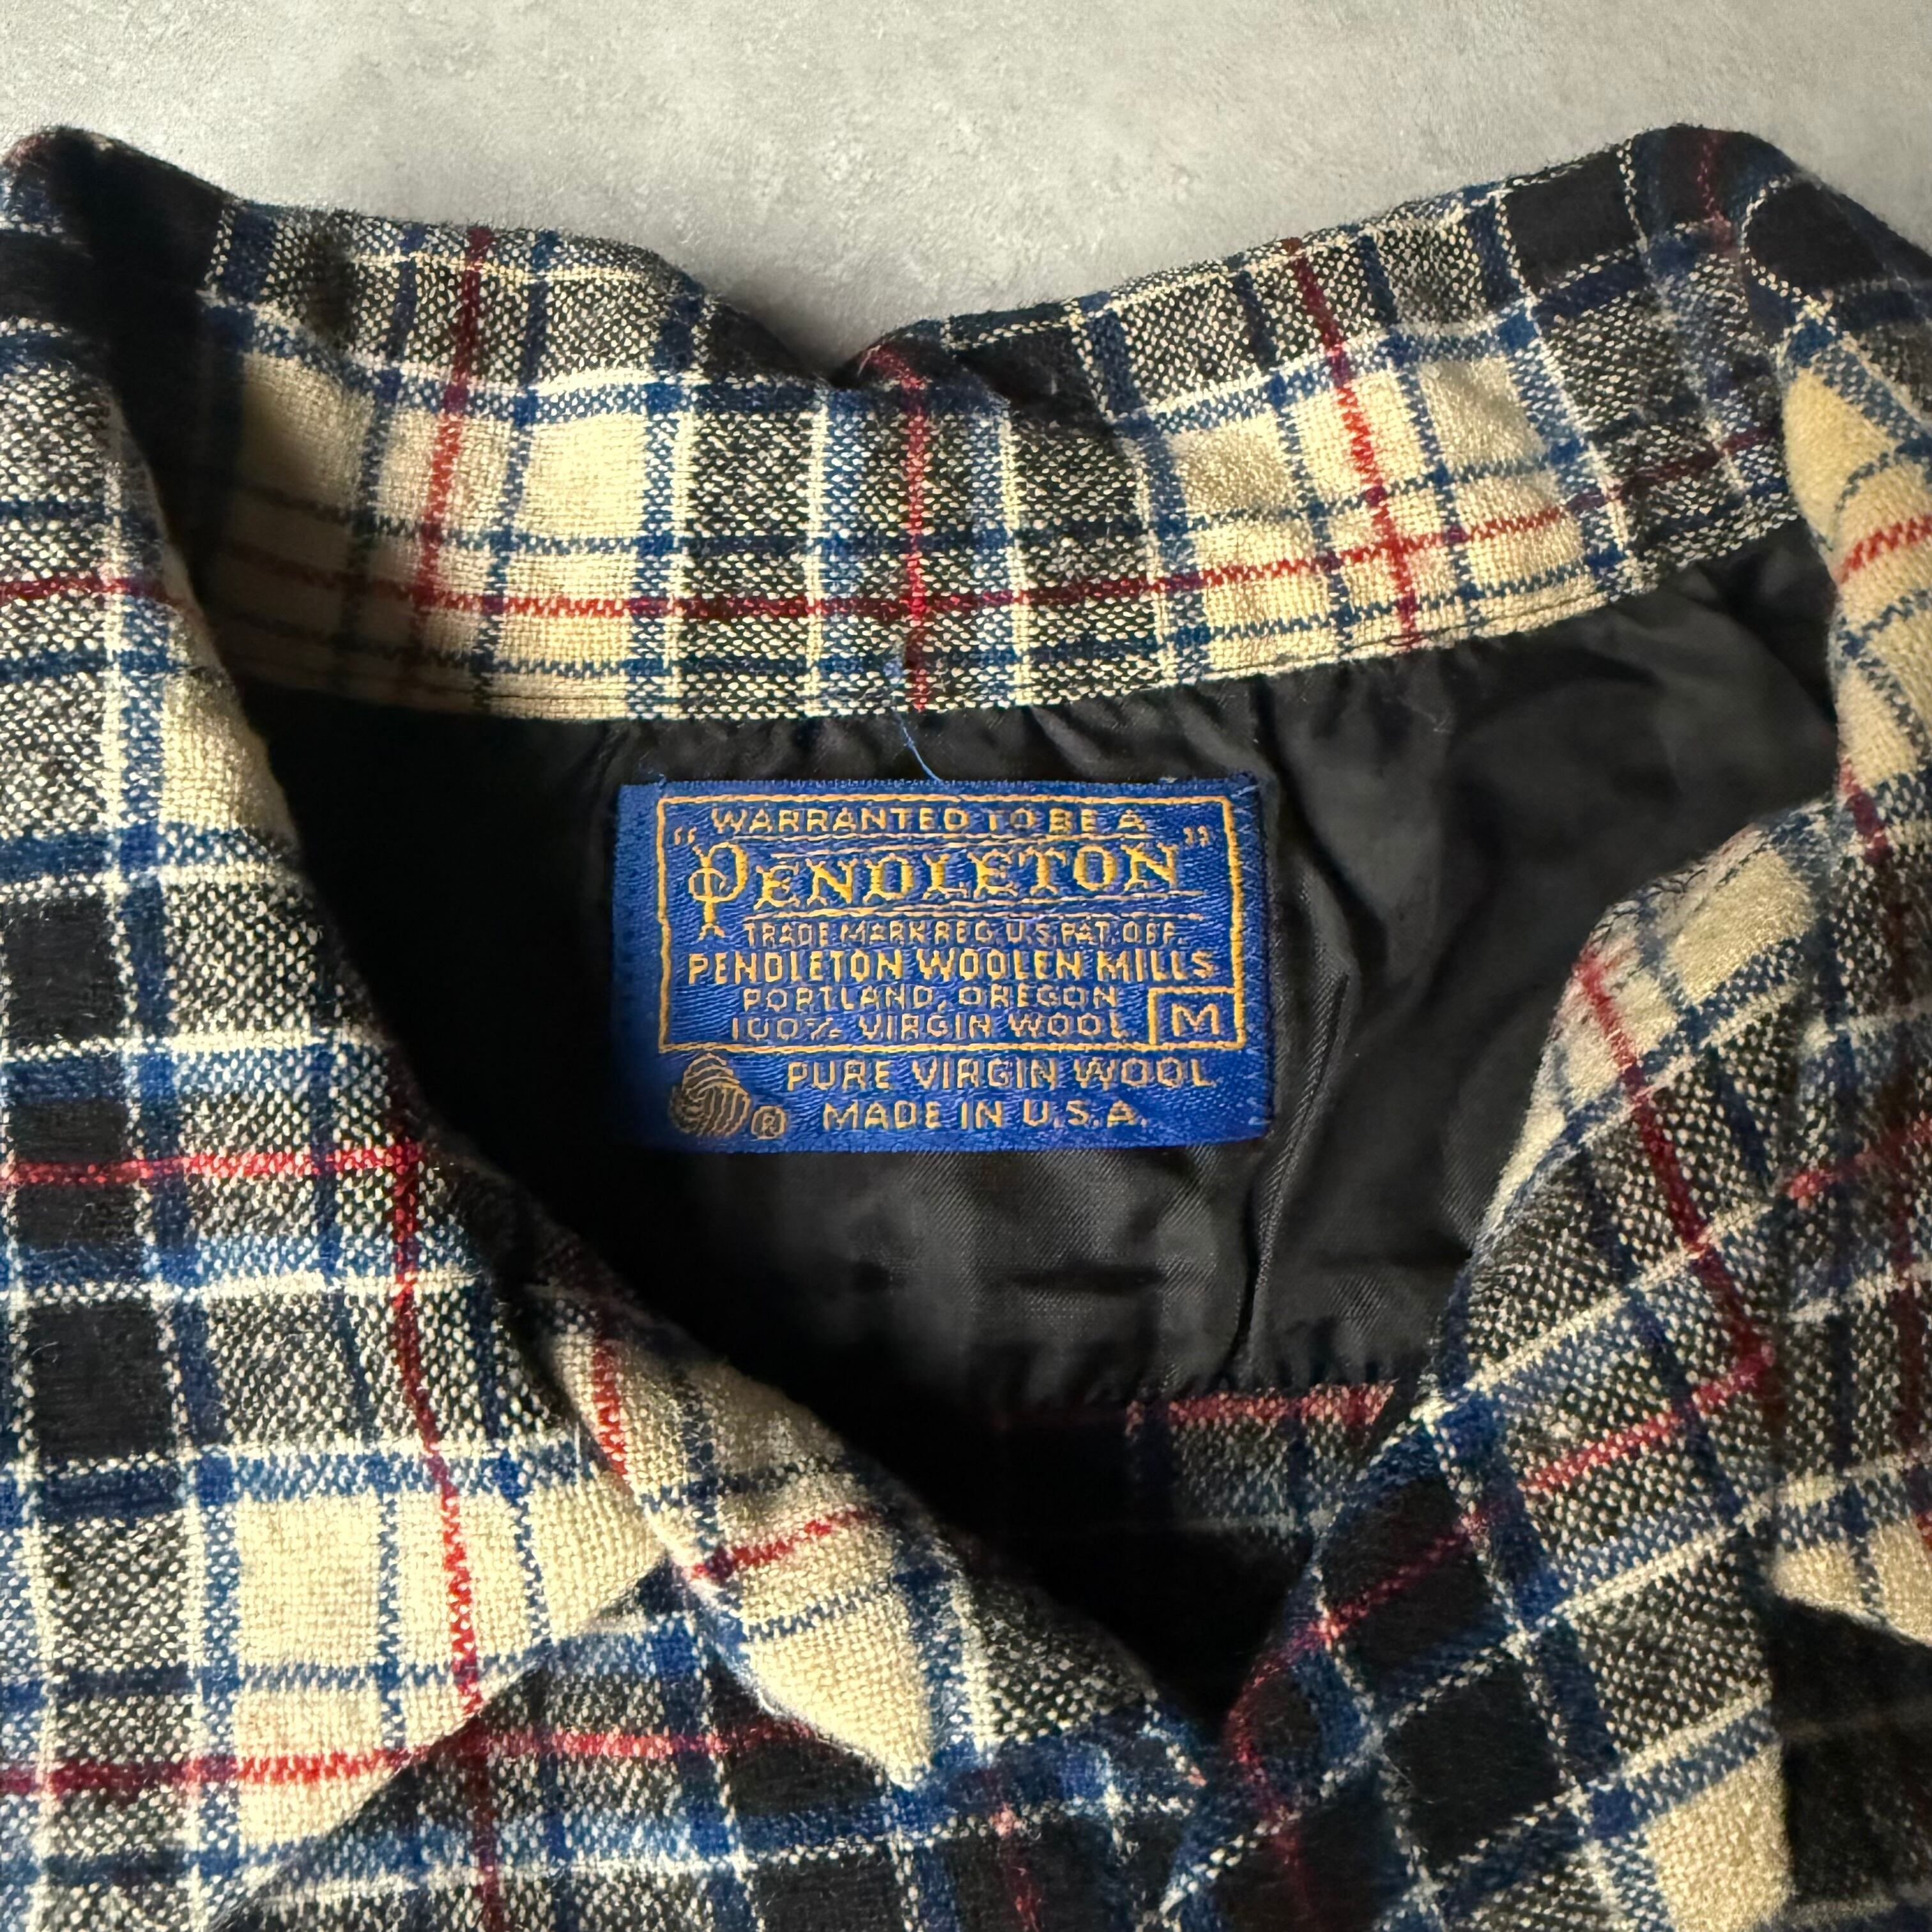 WARRANTED TO BE A
"PENDLETON"
TRADE MARK REG. U.S. PAT. OFF.
PENDLETON WOOLEN MILLS
PORTLAND, OREGON
100% VIRGIN WOOL M
PURE VIRGIN WOOL
® MADE IN U.S.A.